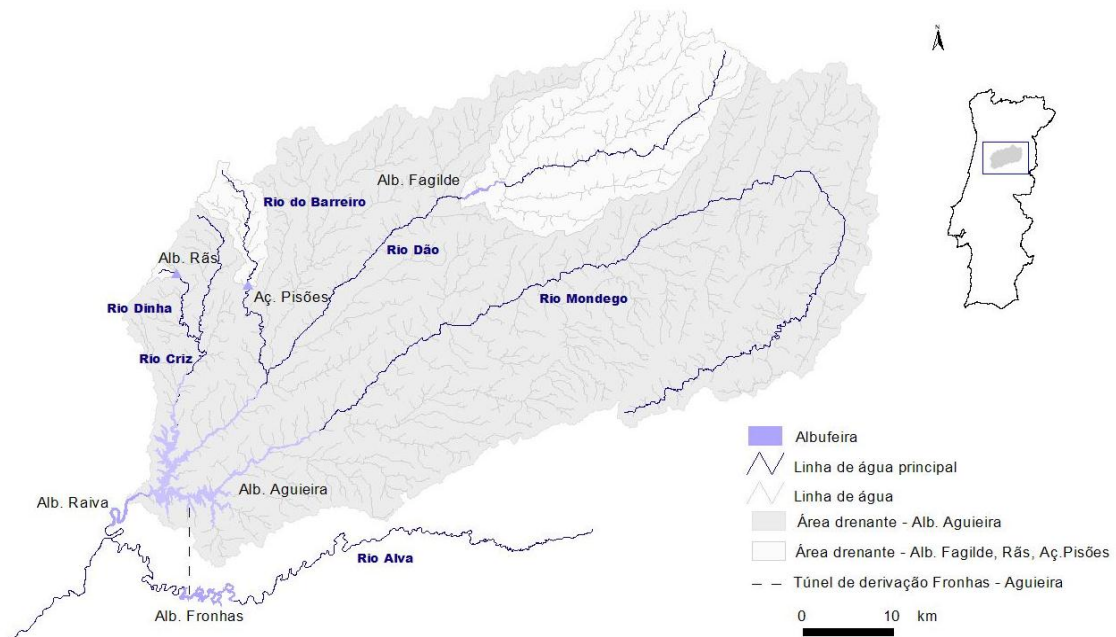 Alb. Fagilde
Rio do Barreiro
Rio Dão
Alb. Rãs
Aç. Pisões
Rio Dinha
Rio Mondego
Rio Criz
Albufeira
Linha de água principal
Alb. Aguieira
Alb. Raiva
Linha de água
Área drenante - Alb. Aguieira
Área drenante - Alb. Fagilde, Rãs, Aç.Pisões
Rio Alva
Túnel de derivação Fronhas - Aguieira
Alb. Fronhas
0 10 km